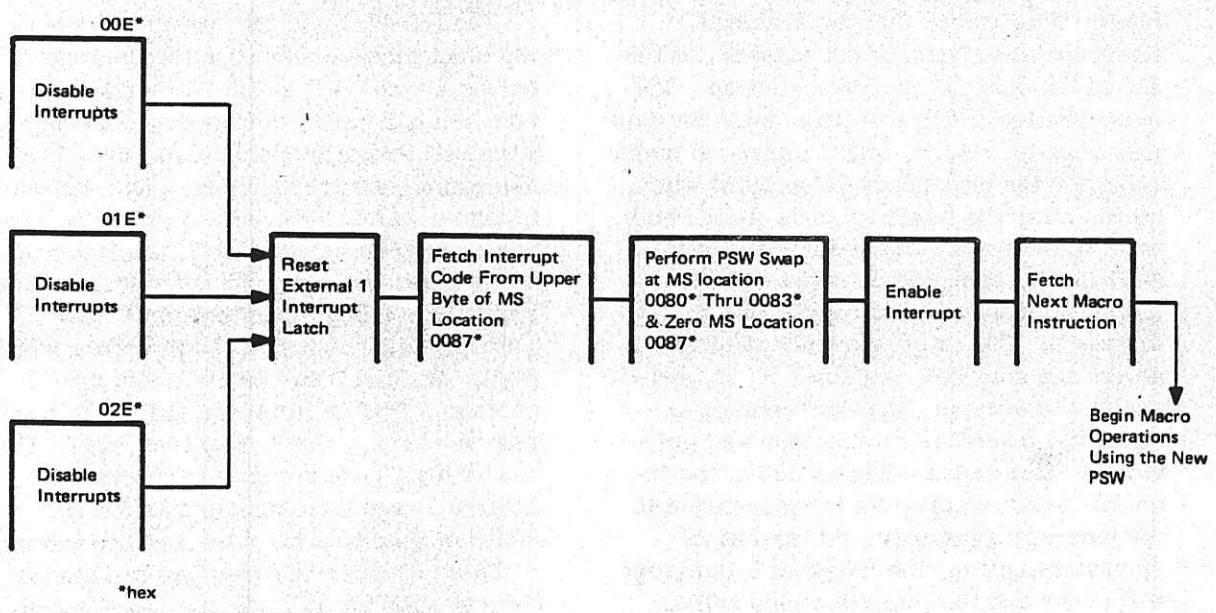 00E*
Disable
Interrupts
01E*
Disable
Interrupts
02E*
Disable
Interrupts
Reset
External 1
Interrupt
Latch
Fetch Interrupt
Code From Upper
Byte of MS
Location
0087*
Perform PSW Swap
at MS location
0080* Thru 0083*
& Zero MS Location
0087*
Enable
Interrupt
Fetch
Next Macro
Instruction
Begin Macro
Operations
Using the New
PSW
*hex